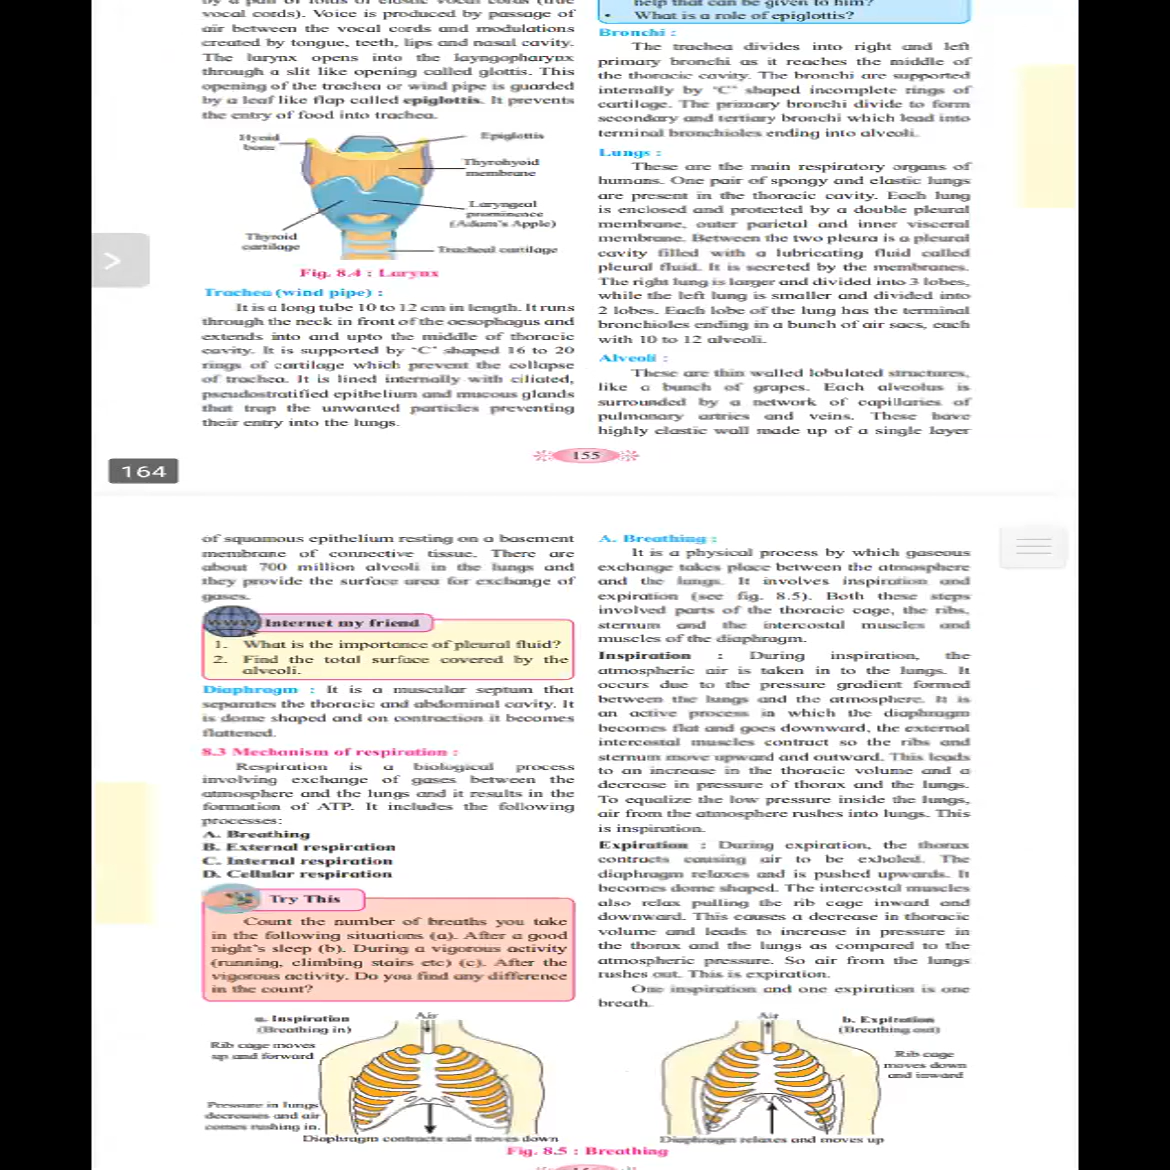 by a pair of folds of elastic vocal cords (true
vocal cords). Voice is produced by passage of
air between the vocal cords and modulations
created by tongue, teeth, lips and nasal cavity.
The larynx opens into the layngopharynx
through a slit like opening called glottis. This
opening of the trachea or wind pipe is guarded
by a leaf like flap called epiglottis. It prevents
the entry of food into trachea.
Hyoid
bone
Epiglottis
Thyrohyoid
membrane
Laryngeal
prominence
(Adam's Apple)
Thyroid
cartilage
Tracheal cartilage
Fig. 8.4 : Larynx
Trachea (wind pipe) :
It is a long tube 10 to 12 cm in length. It runs
through the neck in front of the oesophagus and
extends into and upto the middle of thoracic
cavity. It is supported by "C" shaped 16 to 20
rings of cartilage which prevent the collapse
of trachea. It is lined internally with ciliated,
pseudostratified epithelium and mucous glands
that trap the unwanted particles preventing
their entry into the lungs.
help that can be given to him?
• What is a role of epiglottis?
Bronchi :
The trachea divides into right and left
primary bronchi as it reaches the middle of
the thoracic cavity. The bronchi are supported
internally by "C" shaped incomplete rings of
cartilage. The primary bronchi divide to form
secondary and tertiary bronchi which lead into
terminal bronchioles ending into alveoli.
Lungs :
These are the main respiratory organs of
humans. One pair of spongy and elastic lungs
are present in the thoracic cavity. Each lung
is enclosed and protected by a double pleural
membrane, outer parietal and inner visceral
membrane. Between the two pleura is a pleural
cavity filled with a lubricating fluid called
pleural fluid. It is secreted by the membranes.
The right lung is larger and divided into 3 lobes,
while the left lung is smaller and divided into
2 lobes. Each lobe of the lung has the terminal
bronchioles ending in a bunch of air sacs, each
with 10 to 12 alveoli.
Alveoli :
These are thin walled lobulated structures,
like a bunch of grapes. Each alveolus is
surrounded by a network of capillaries of
pulmonary artries and veins. These have
highly elastic wall made up of a single layer
155
164
of squamous epithelium resting on a basement
membrane of connective tissue. There are
about 700 million alveoli in the lungs and
they provide the surface area for exchange of
gases.
www Internet my friend
1. What is the importance of pleural fluid?
2. Find the total surface covered by the
alveoli.
Diaphragm : It is a muscular septum that
separates the thoracic and abdominal cavity. It
is dome shaped and on contraction it becomes
flattened.
8.3 Mechanism of respiration :
Respiration is a biological process
involving exchange of gases between the
atmosphere and the lungs and it results in the
formation of ATP. It includes the following
processes:
A. Breathing
B. External respiration
C. Internal respiration
D. Cellular respiration
Try This
Count the number of breaths you take
in the following situations (a). After a good
night's sleep (b). During a vigorous activity
(running, climbing stairs etc) (c). After the
vigorous activity. Do you find any difference
in the count?
A. Breathing :
It is a physical process by which gaseous
exchange takes place between the atmosphere
and the lungs. It involves inspiration and
expiration (see fig. 8.5). Both these steps
involved parts of the thoracic cage, the ribs,
sternum and the intercostal muscles and
muscles of the diaphragm.
Inspiration : During inspiration, the
atmospheric air is taken in to the lungs. It
occurs due to the pressure gradient formed
between the lungs and the atmosphere. It is
an active process in which the diaphragm
becomes flat and goes downward, the external
intercostal muscles contract so the ribs and
sternum move upward and outward. This leads
to an increase in the thoracic volume and a
decrease in pressure of thorax and the lungs.
To equalize the low pressure inside the lungs,
air from the atmosphere rushes into lungs. This
is inspiration.
Expiration : During expiration, the thorax
contracts causing air to be exhaled. The
diaphragm relaxes and is pushed upwards. It
becomes dome shaped. The intercostal muscles
also relax pulling the rib cage inward and
downward. This causes a decrease in thoracic
volume and leads to increase in pressure in
the thorax and the lungs as compared to the
atmospheric pressure. So air from the lungs
rushes out. This is expiration.
One inspiration and one expiration is one
breath.
a. Inspiration
(Breathing in)
Air
Rib cage moves
up and forward
Pressure in lungs
decreases and air
comes rushing in.
Diaphragm contracts and moves down
Air
b. Expiration
(Breathing out)
Rib cage
moves down
and inward
Diaphragm relaxes and moves up
Fig. 8.5 : Breathing